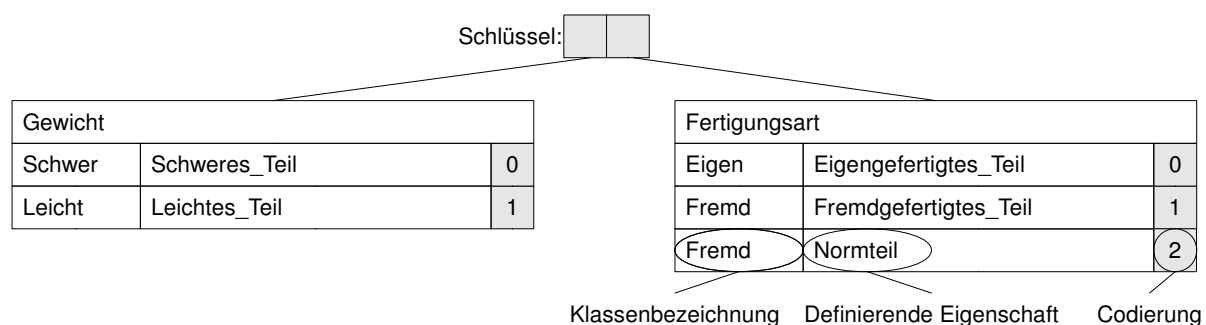 Schlüssel:
Gewicht
Schwer Schweres_Teil 0
Leicht Leichtes_Teil 1
Fertigungsart
Eigen Eigengefertigtes_Teil 0
Fremd Fremdgefertigtes_Teil 1
Fremd Normteil 2
Klassenbezeichnung Definierende Eigenschaft Codierung